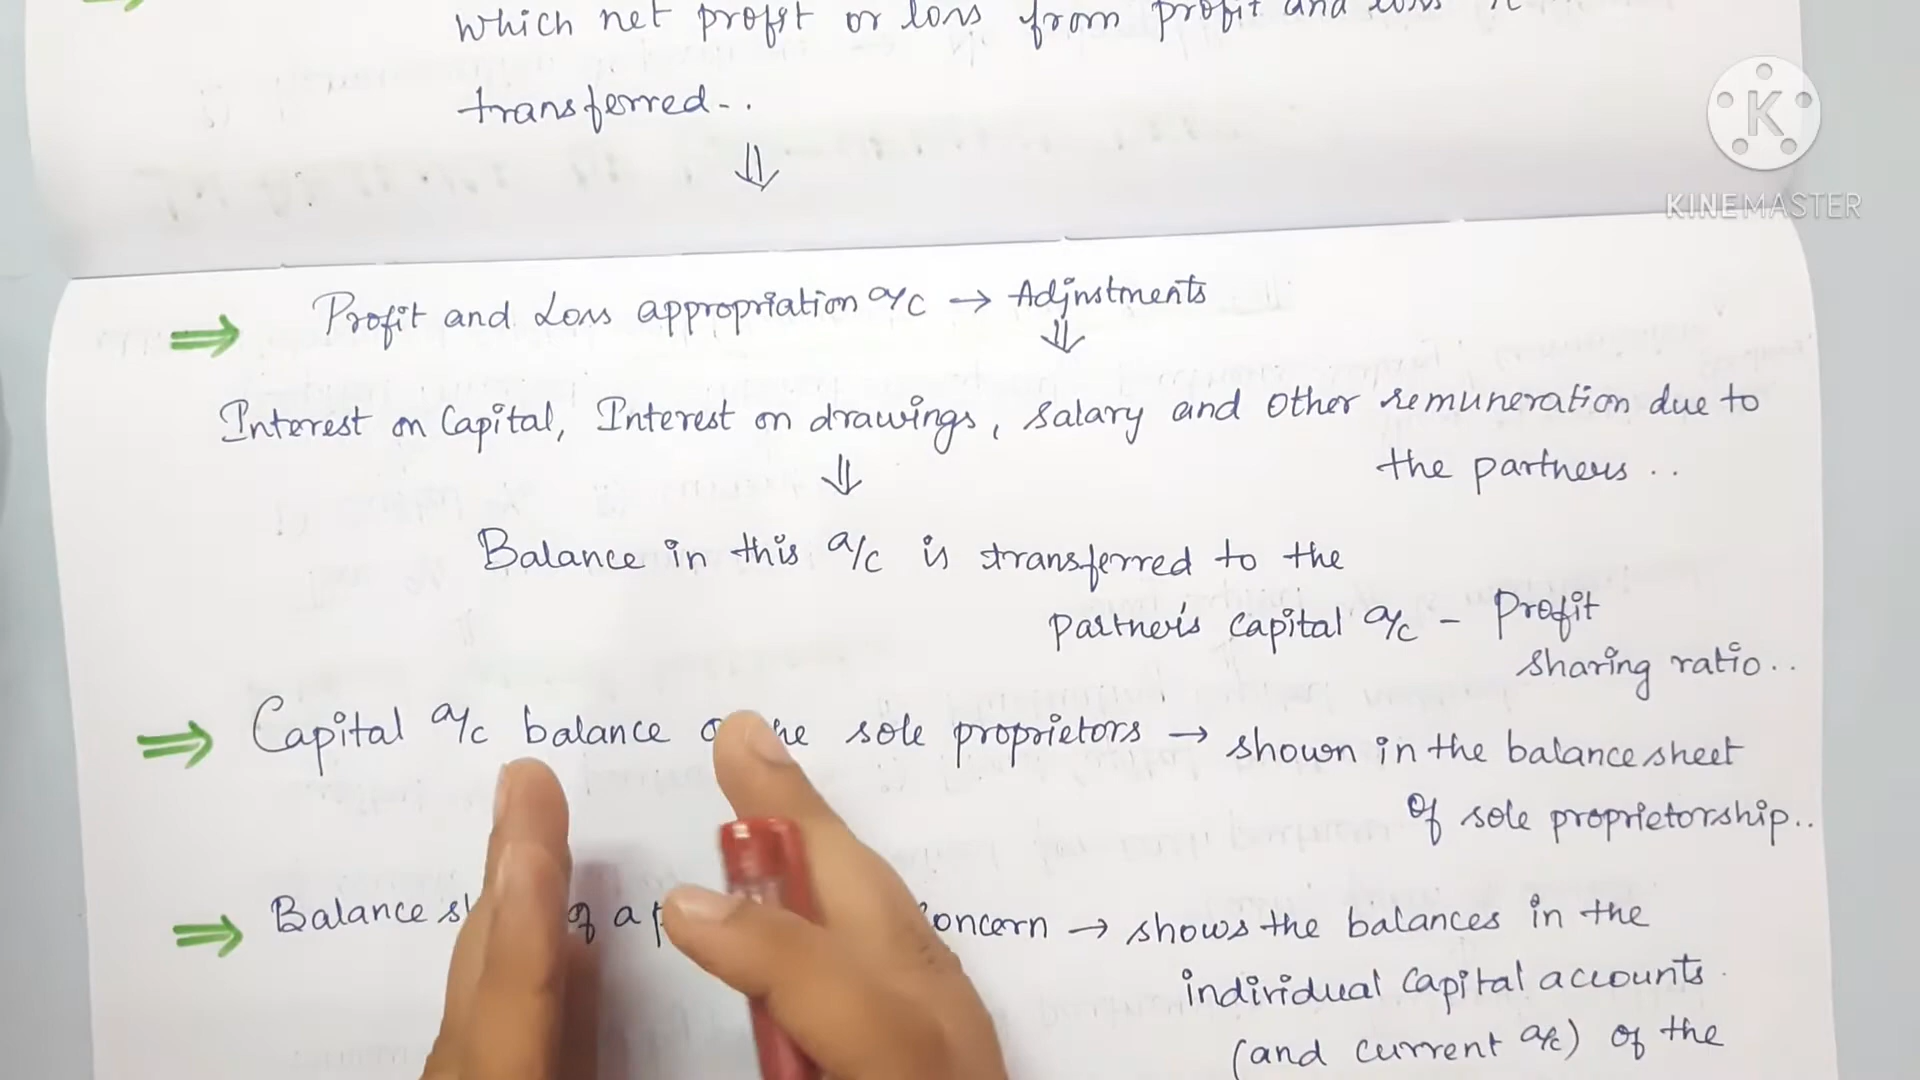 which net profit or loss from profit and loss
transferred..
Profit and Loss appropriation a/c → Adjustments
Interest on Capital, Interest on drawings, salary and other remuneration due to
the partners ..
Balance in this a/c is transferred to the
partner's capital a/c - Profit
sharing ratio..
Capital a/c balance sole proprietors → shown in the balance sheet
of sole proprietorship..
Balance of a → shows the balances in the
individual capital accounts
(and current a/c) of the
K
KINEMASTER